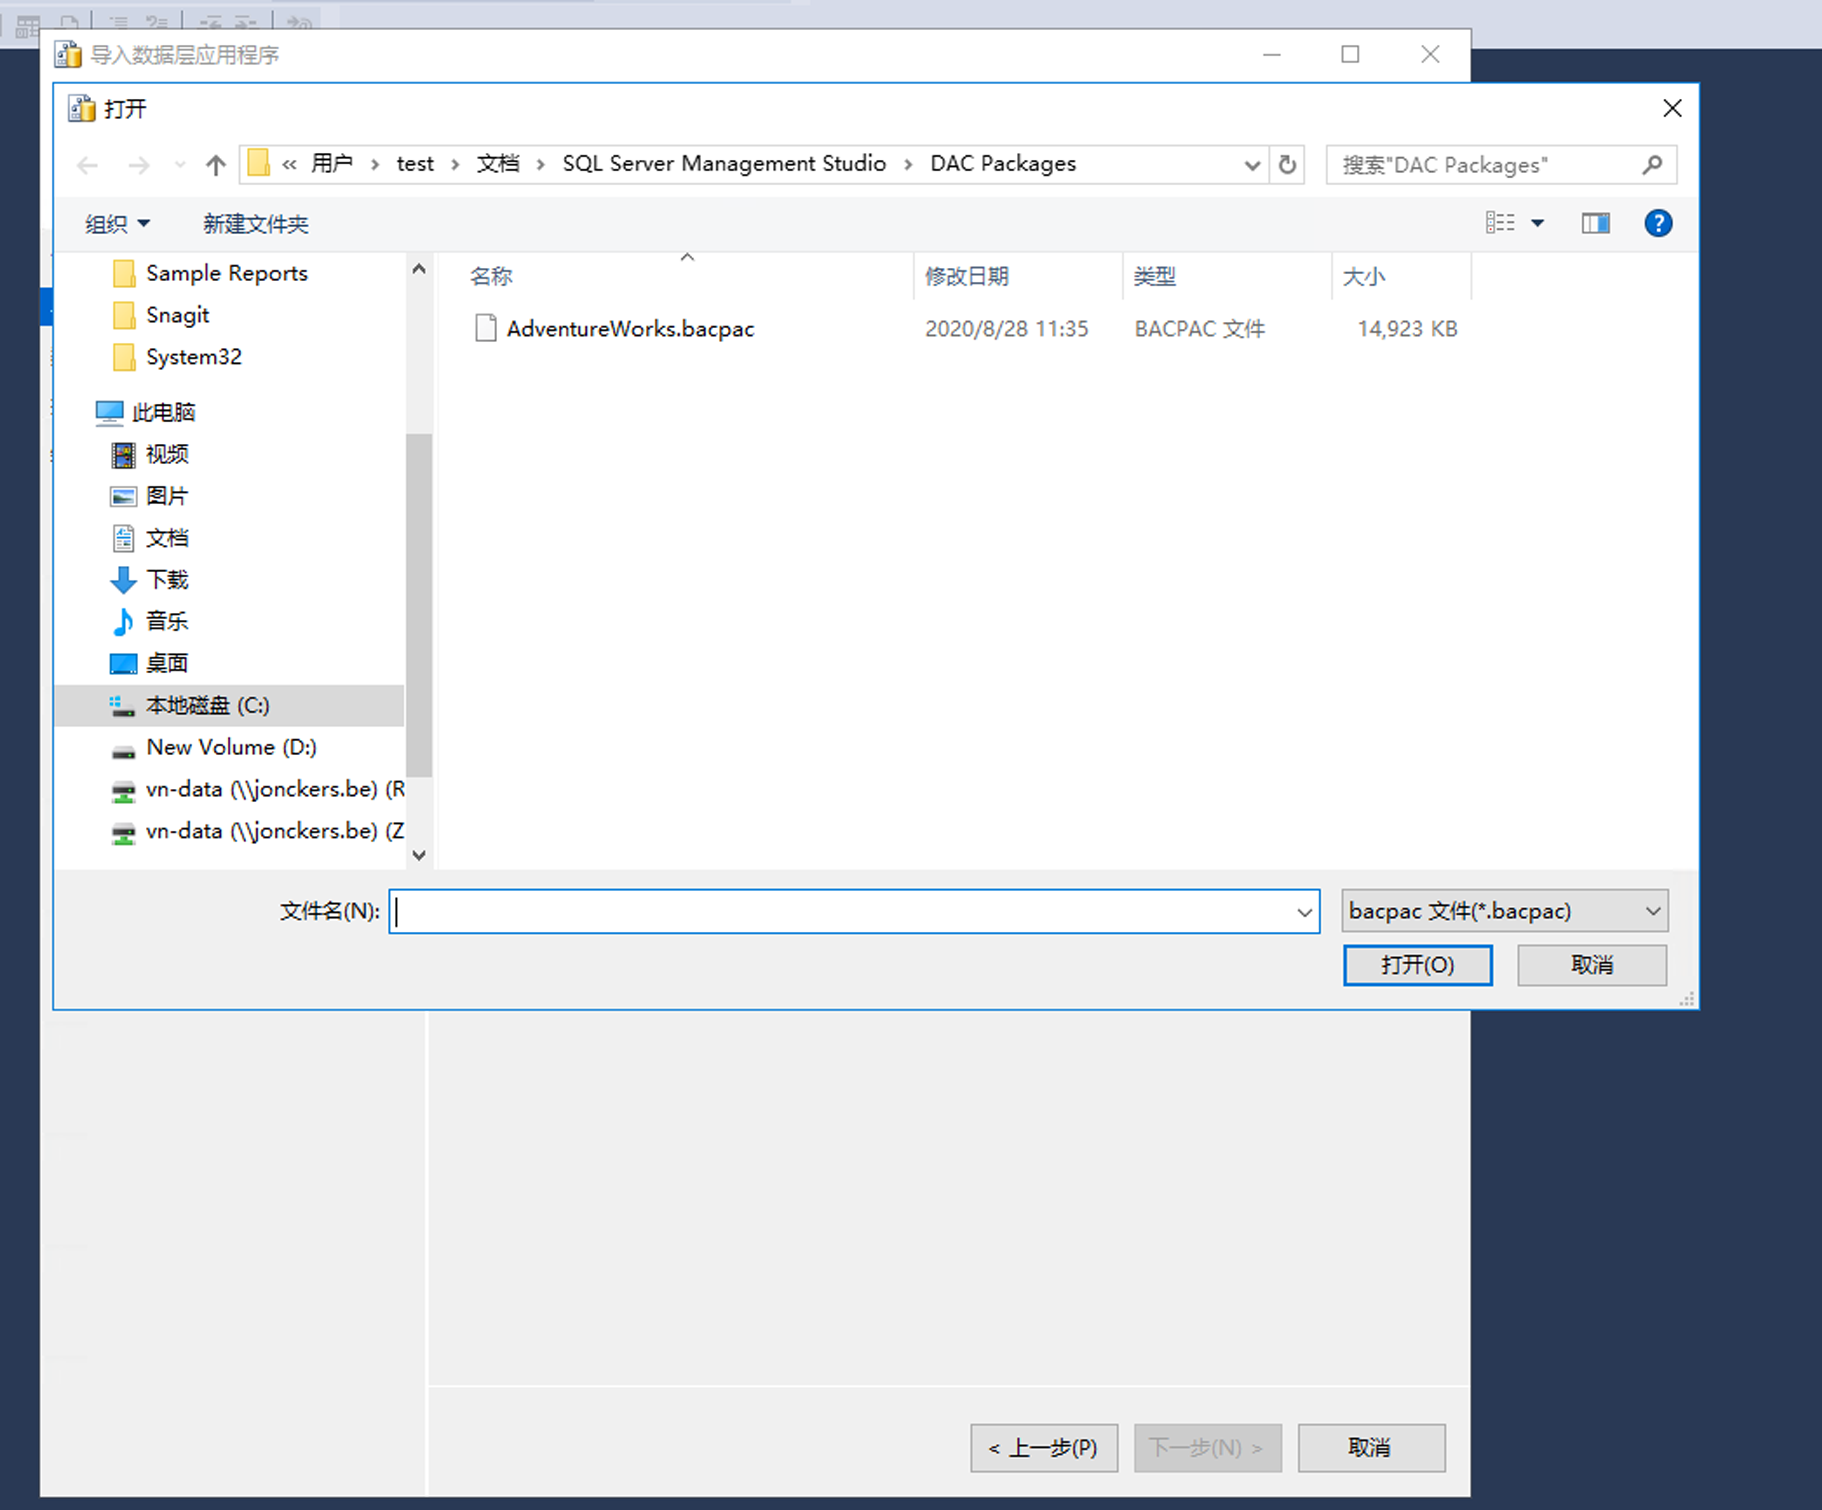 导入数据层应用程序
打开
« 用户 › test › 文档 › SQL Server Management Studio › DAC Packages
搜索"DAC Packages"
组织
新建文件夹
Sample Reports
Snagit
System32
此电脑
视频
图片
文档
下载
音乐
桌面
本地磁盘 (C:)
New Volume (D:)
vn-data (\\jonckers.be) (R
vn-data (\\jonckers.be) (Z
名称 修改日期 类型 大小
AdventureWorks.bacpac 2020/8/28 11:35 BACPAC 文件 14,923 KB
文件名(N):
bacpac 文件(*.bacpac)
打开(O) 取消
< 上一步(P) 下一步(N) > 取消